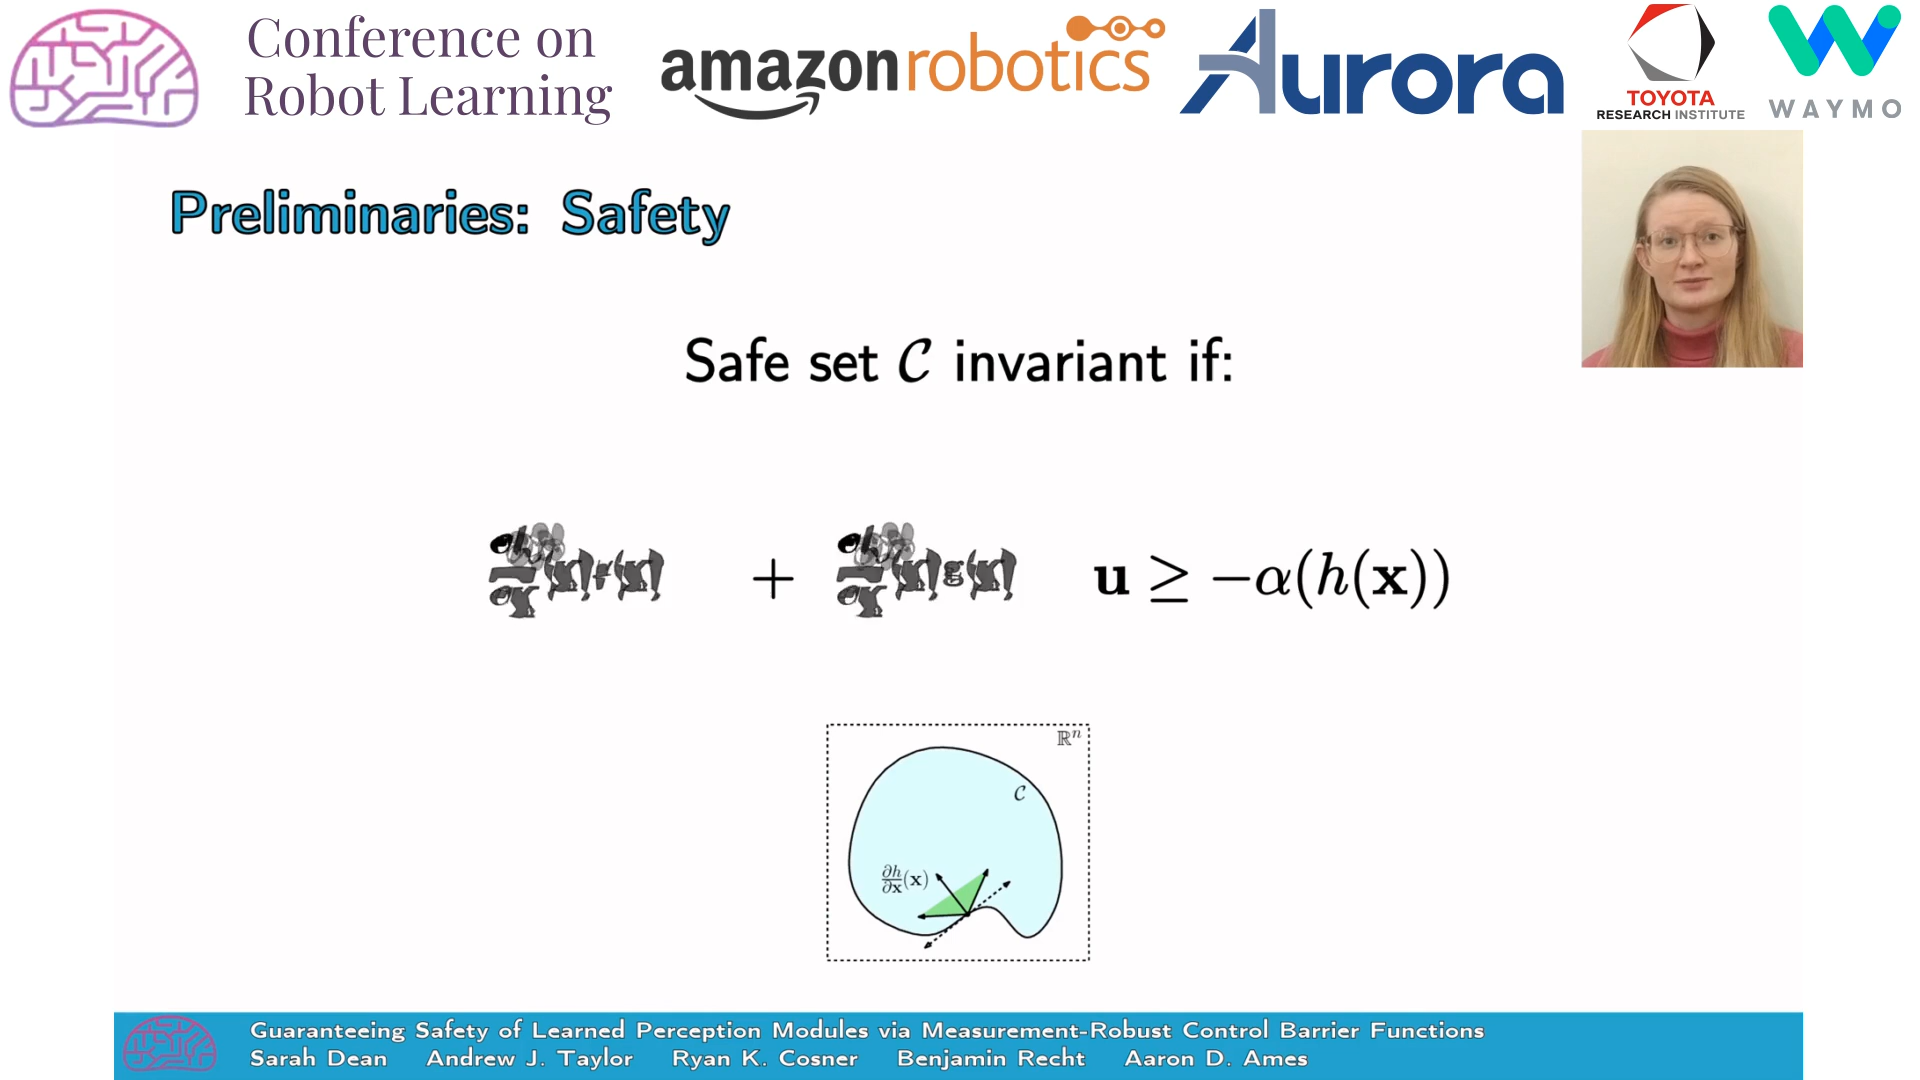 Conference on
Robot Learning
amazonrobotics
Aurora
TOYOTA
RESEARCH INSTITUTE
WAYMO
Preliminaries: Safety
Safe set 𝒞 invariant if:
+ u ≥ −α(h(x))
ℝⁿ
𝒞
∂h/∂x(x)
Guaranteeing Safety of Learned Perception Modules via Measurement-Robust Control Barrier Functions
Sarah Dean Andrew J. Taylor Ryan K. Cosner Benjamin Recht Aaron D. Ames